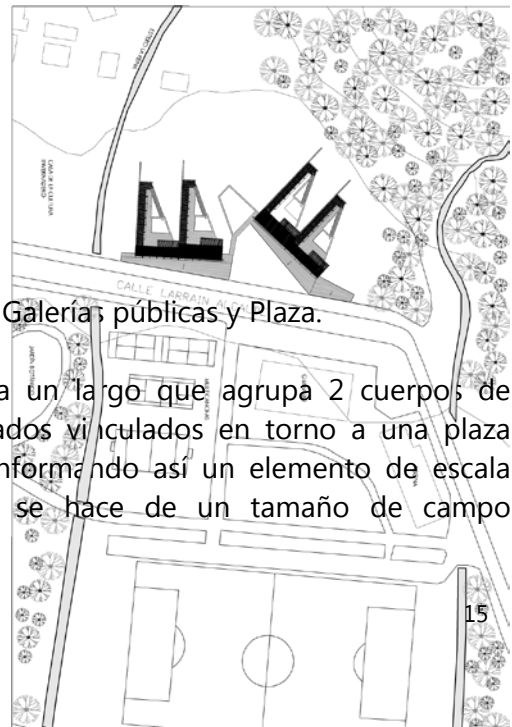 CALLE LARRAIN ALCAL
Galerías públicas y Plaza.
a un largo que agrupa 2 cuerpos de
ados vinculados en torno a una plaza
nformando así un elemento de escala
se hace de un tamaño de campo
15